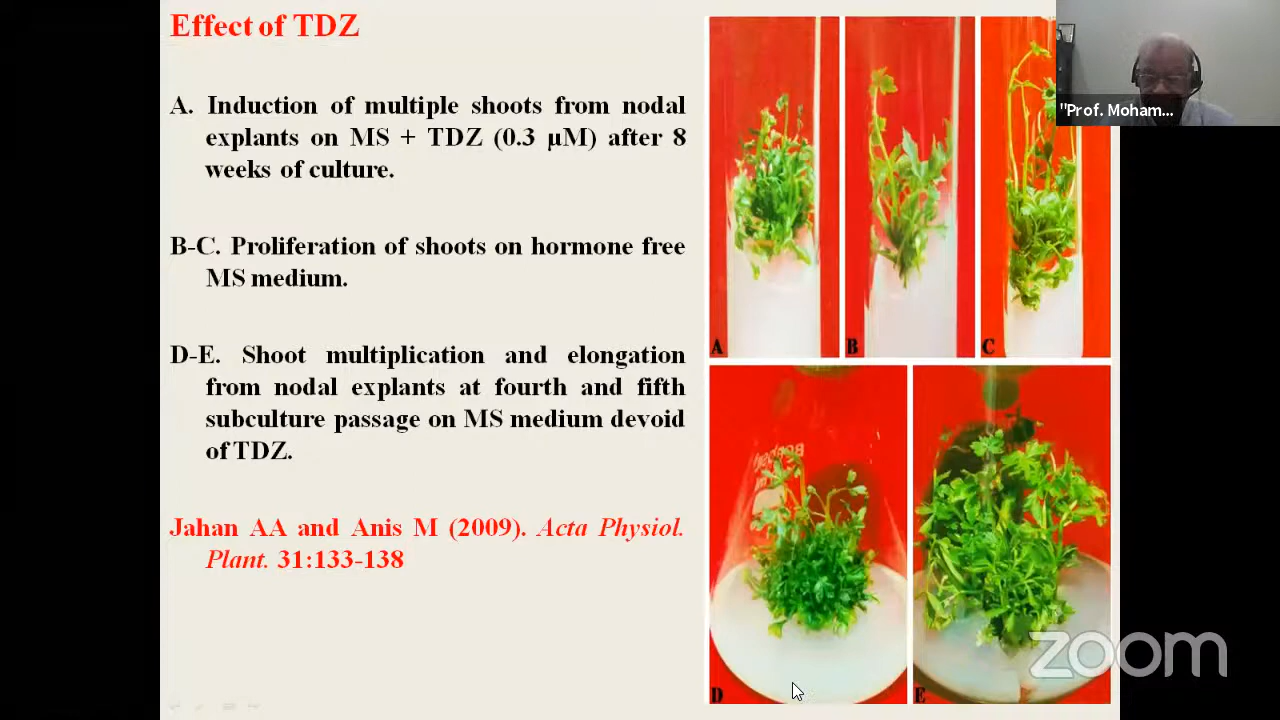 Effect of TDZ
A. Induction of multiple shoots from nodal
explants on MS + TDZ (0.3 µM) after 8
weeks of culture.
B-C. Proliferation of shoots on hormone free
MS medium.
D-E. Shoot multiplication and elongation
from nodal explants at fourth and fifth
subculture passage on MS medium devoid
of TDZ.
Jahan AA and Anis M (2009). Acta Physiol.
Plant. 31:133-138
A
B
C
D
E
"Prof. Moham...
zoom